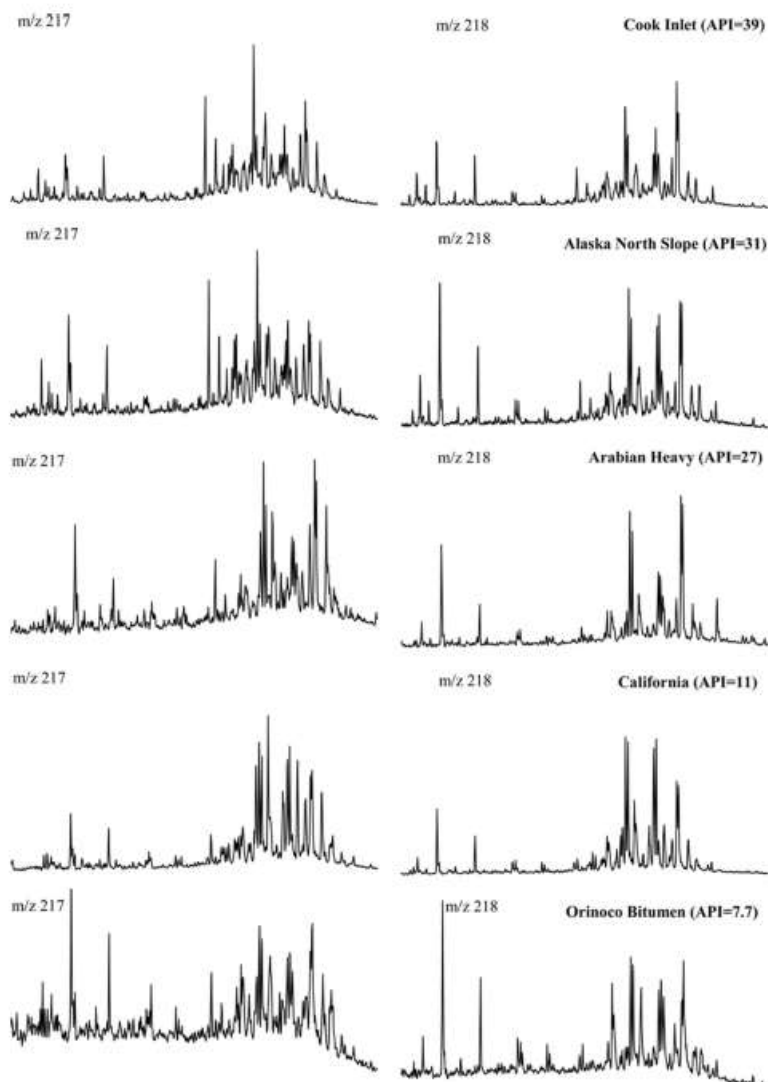 m/z 217
m/z 218
Cook Inlet (API=39)
m/z 217
m/z 218
Alaska North Slope (API=31)
m/z 217
m/z 218
Arabian Heavy (API=27)
m/z 217
m/z 218
California (API=11)
m/z 217
m/z 218
Orinoco Bitumen (API=7.7)